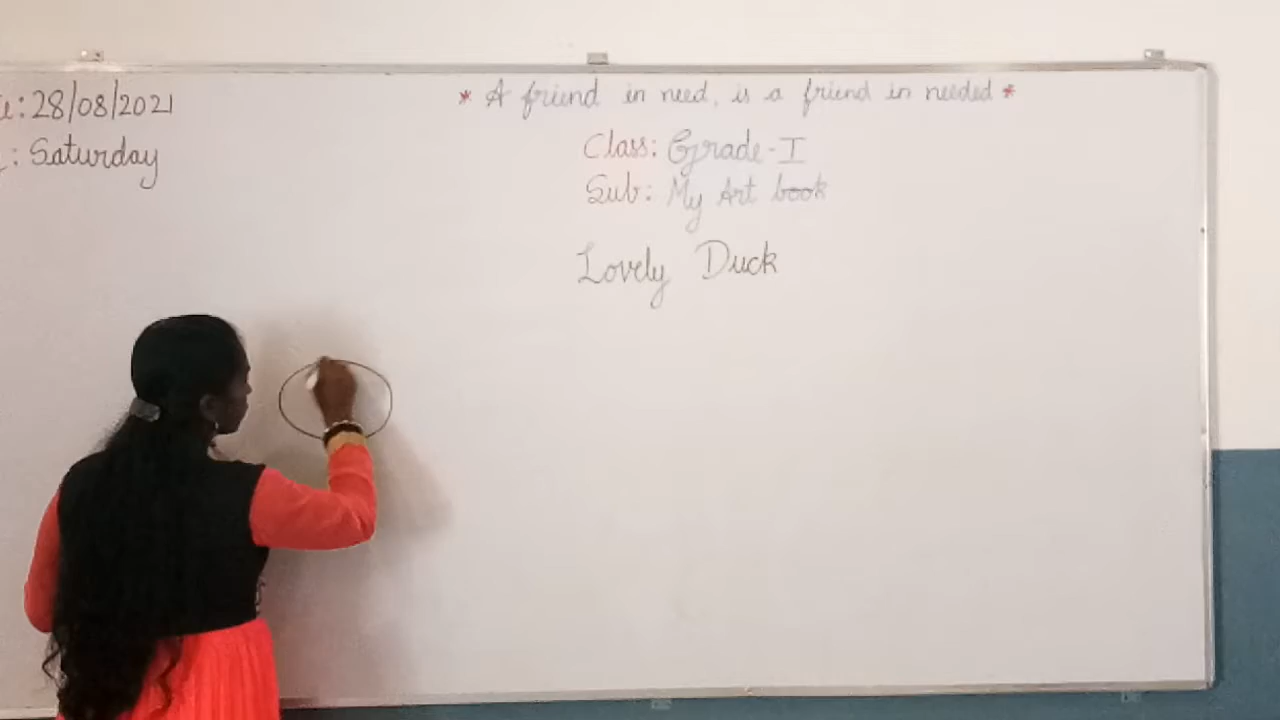 * A friend in need, is a friend in needed *
e: 28/08/2021
: Saturday
Class: Grade-I
Sub: My Art book
Lovely Duck